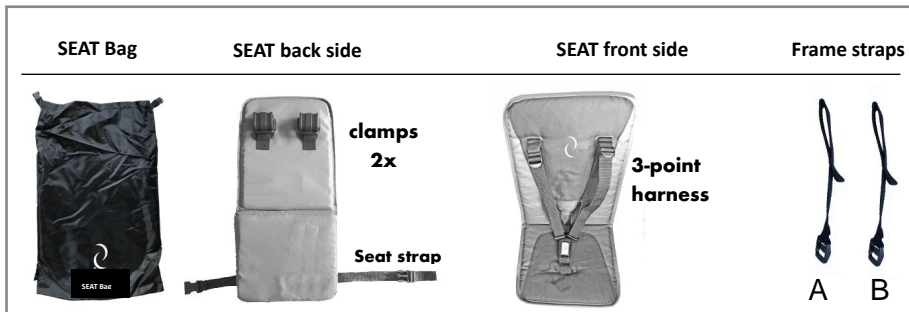 SEAT Bag
SEAT back side
SEAT front side
Frame straps
clamps
2x
3-point
harness
Seat strap
SEAT Bag
A
B